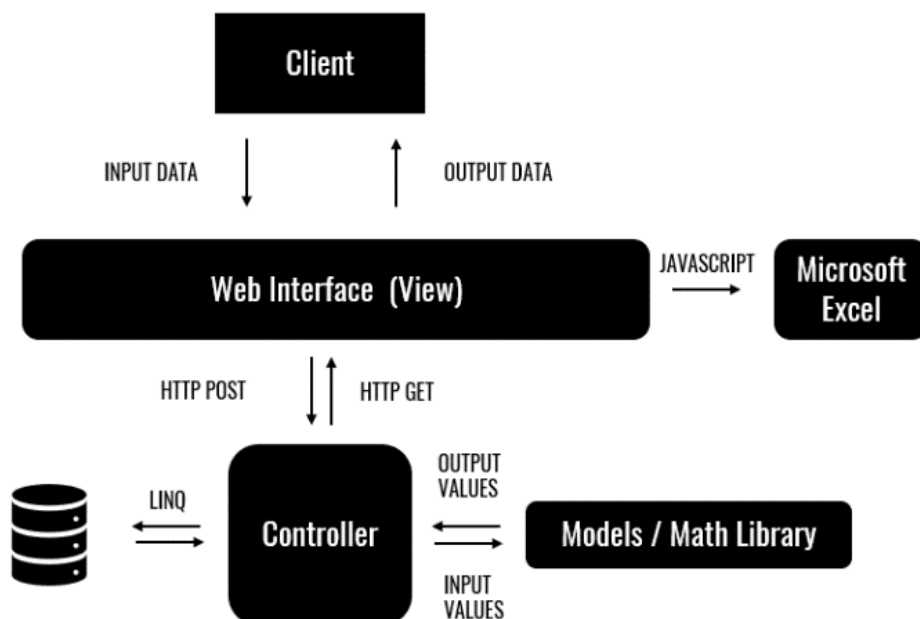 Client
INPUT DATA
OUTPUT DATA
Web Interface (View)
JAVASCRIPT
Microsoft
Excel
HTTP POST
HTTP GET
LINQ
Controller
OUTPUT
VALUES
Models / Math Library
INPUT
VALUES